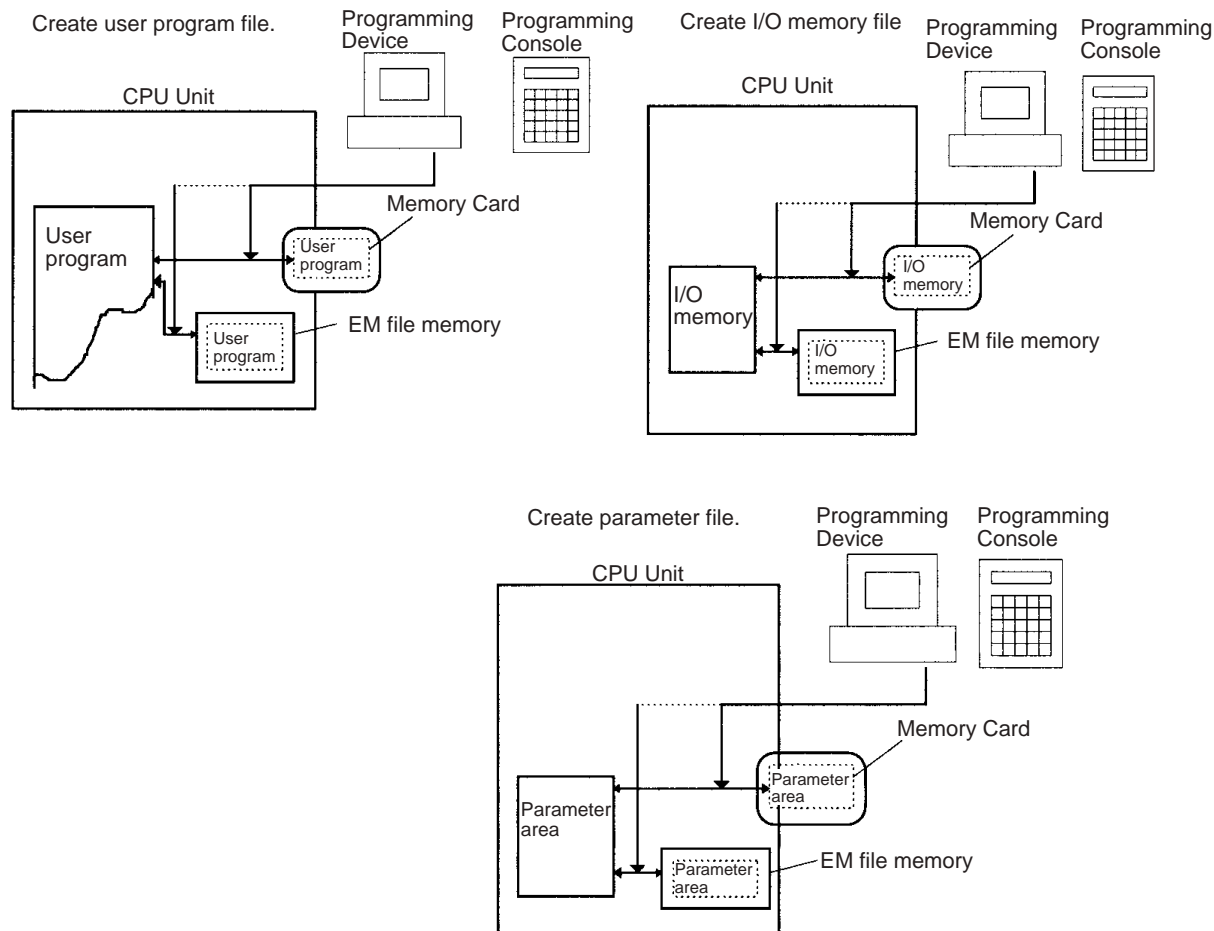 Create user program file.
Programming
Device
Programming
Console
CPU Unit
User
program
User
program
Memory Card
User
program
EM file memory
Create I/O memory file
Programming
Device
Programming
Console
CPU Unit
I/O
memory
I/O
memory
Memory Card
I/O
memory
EM file memory
Create parameter file.
Programming
Device
Programming
Console
CPU Unit
Parameter
area
Parameter
area
Memory Card
Parameter
area
EM file memory